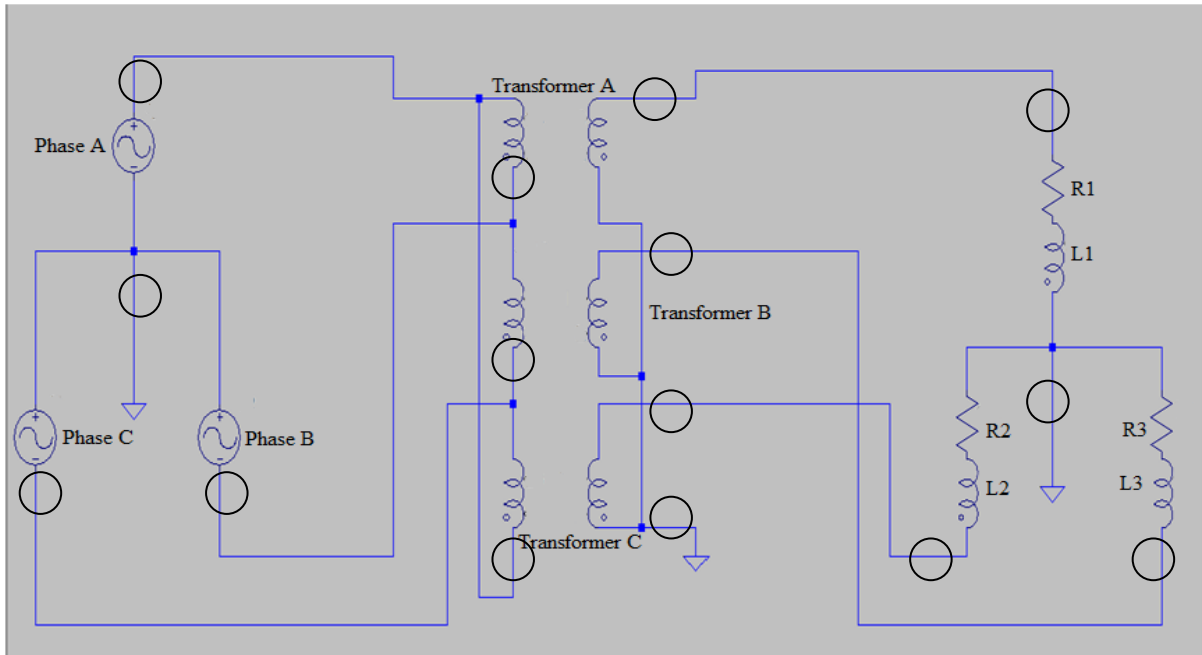 Transformer A
Phase A
R1
L1
Transformer B
Phase C
Phase B
R2
R3
L2
L3
Transformer C